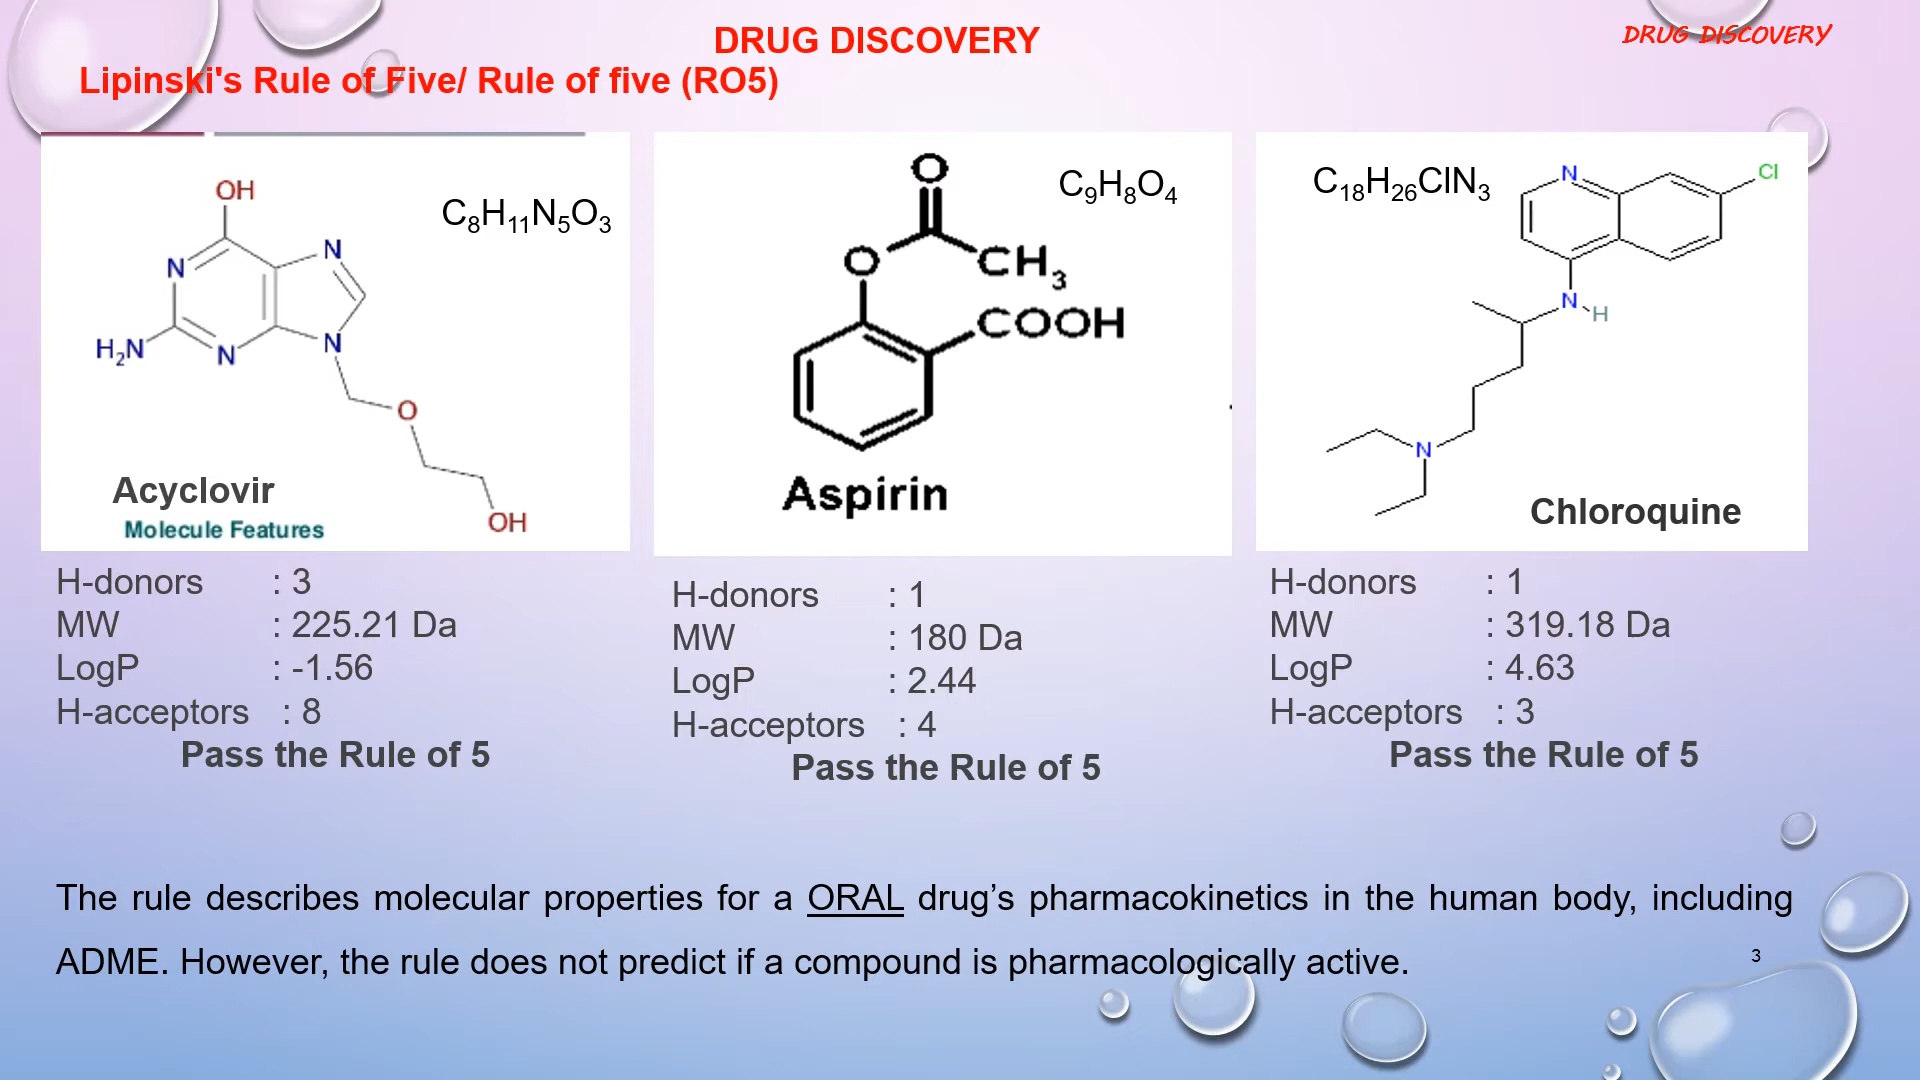 DRUG DISCOVERY
DRUG DISCOVERY
Lipinski's Rule of Five/ Rule of five (RO5)
OH
N
N
N
N
H₂N
O
OH
C₈H₁₁N₅O₃
Acyclovir
Molecule Features
H-donors : 3
MW : 225.21 Da
LogP : -1.56
H-acceptors : 8
Pass the Rule of 5
O
C₉H₈O₄
O
CH₃
COOH
Aspirin
H-donors : 1
MW : 180 Da
LogP : 2.44
H-acceptors : 4
Pass the Rule of 5
C₁₈H₂₆ClN₃
N
Cl
N H
N
Chloroquine
H-donors : 1
MW : 319.18 Da
LogP : 4.63
H-acceptors : 3
Pass the Rule of 5
The rule describes molecular properties for a ORAL drug’s pharmacokinetics in the human body, including
ADME. However, the rule does not predict if a compound is pharmacologically active.
3